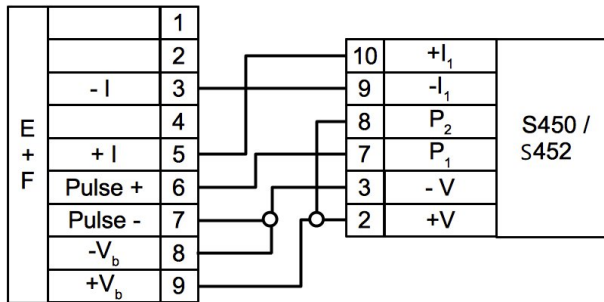 E
+
F
1
2
- I 3
4
+ I 5
Pulse + 6
Pulse - 7
-Vb 8
+Vb 9
10 +I1
9 -I1
8 P2
7 P1
3 - V
2 +V
S450 /
S452